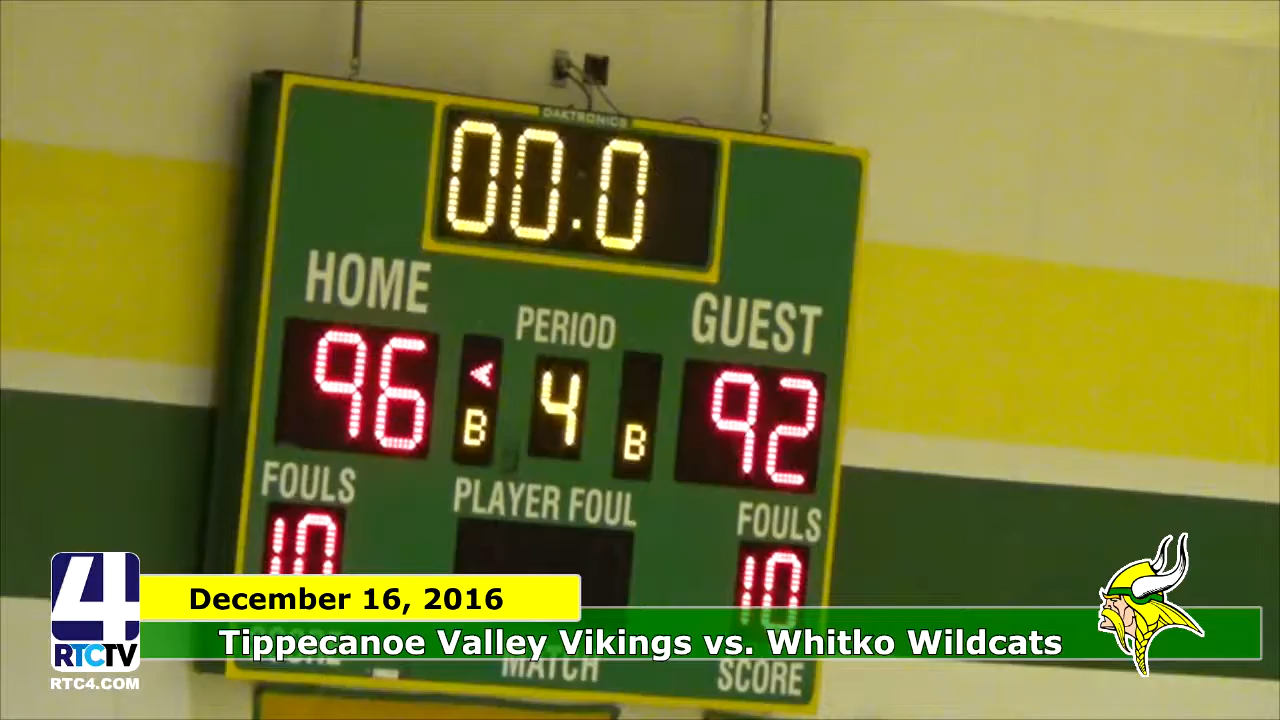 DAKTRONICS
00.0
HOME
PERIOD
GUEST
96
4
92
B
B
FOULS
PLAYER FOUL
FOULS
10
10
MATCH
SCORE
4
RTCTV
RTC4.COM
December 16, 2016
Tippecanoe Valley Vikings vs. Whitko Wildcats